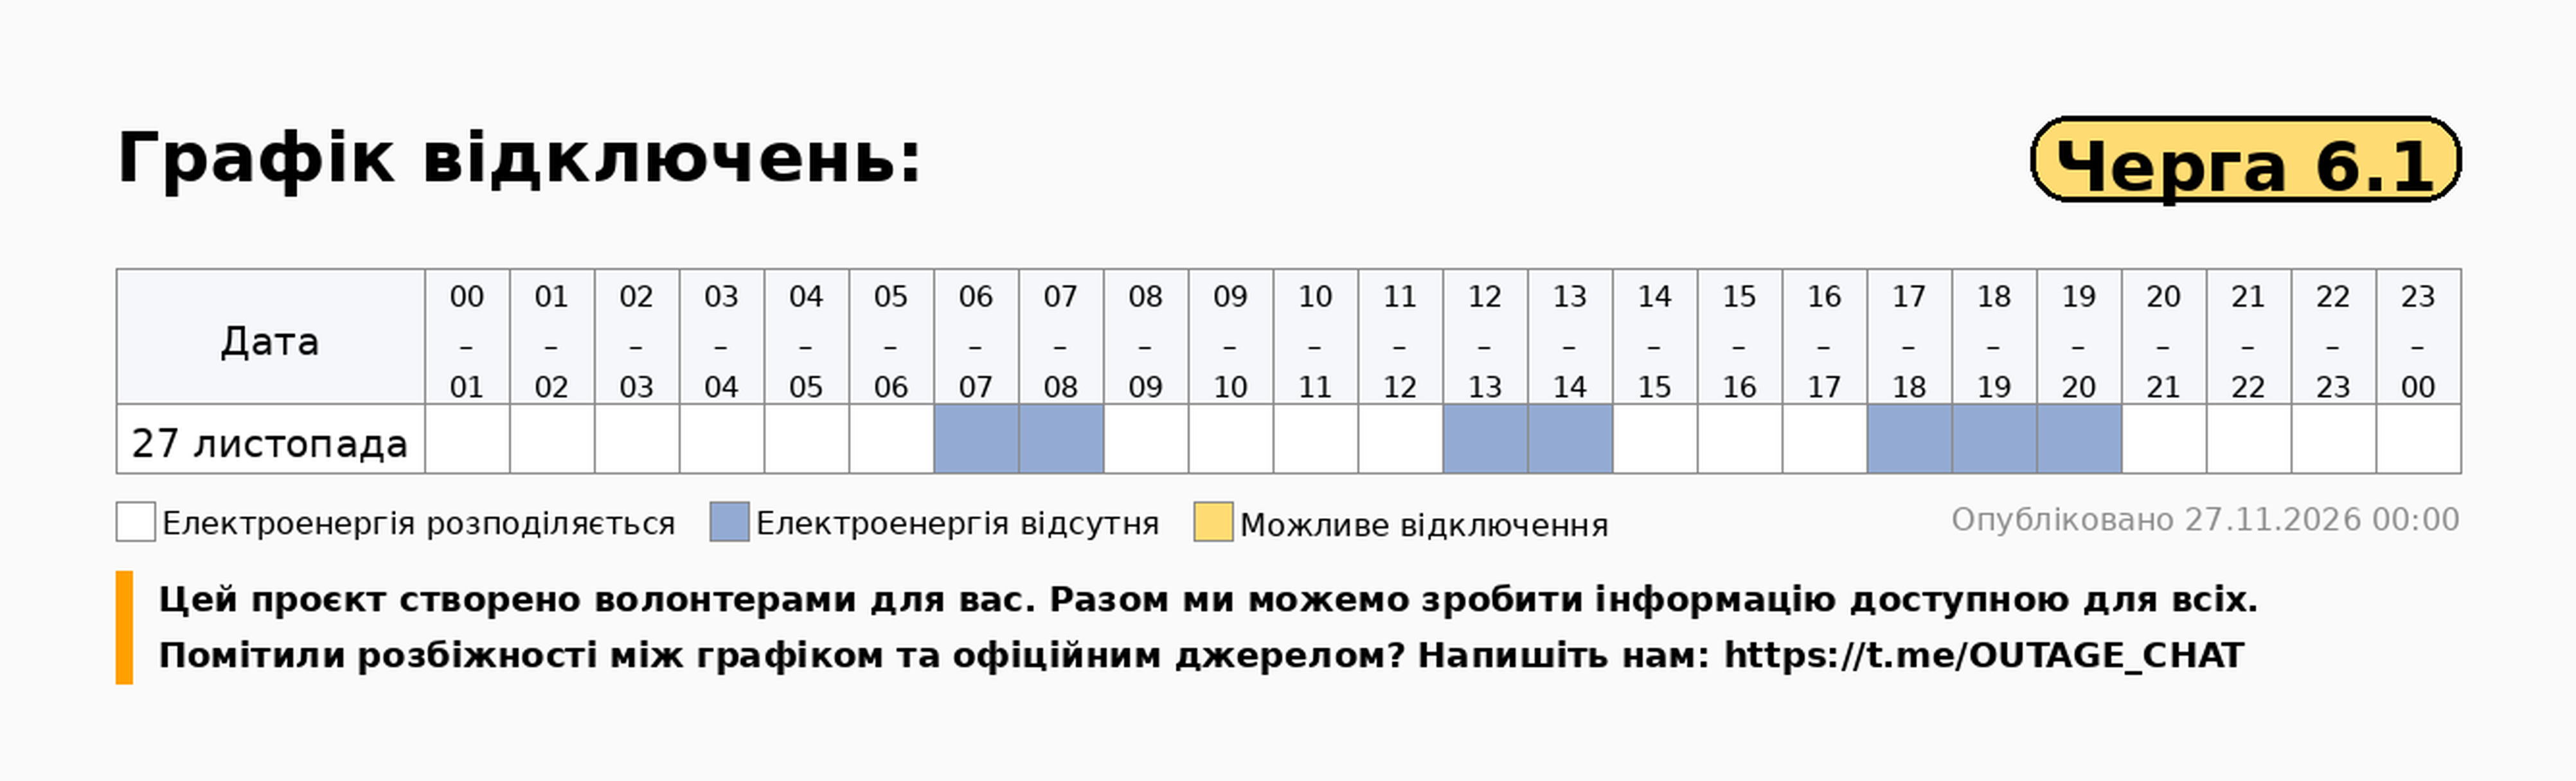 Графік відключень:
Черга 6.1
Дата 00 – 01 01 – 02 02 – 03 03 – 04 04 – 05 05 – 06 06 – 07 07 – 08 08 – 09 09 – 10 10 – 11 11 – 12 12 – 13 13 – 14 14 – 15 15 – 16 16 – 17 17 – 18 18 – 19 19 – 20 20 – 21 21 – 22 22 – 23 23 – 00
27 листопада
Електроенергія розподіляється Електроенергія відсутня Можливе відключення
Опубліковано 27.11.2026 00:00
Цей проєкт створено волонтерами для вас. Разом ми можемо зробити інформацію доступною для всіх.
Помітили розбіжності між графіком та офіційним джерелом? Напишіть нам: https://t.me/OUTAGE_CHAT